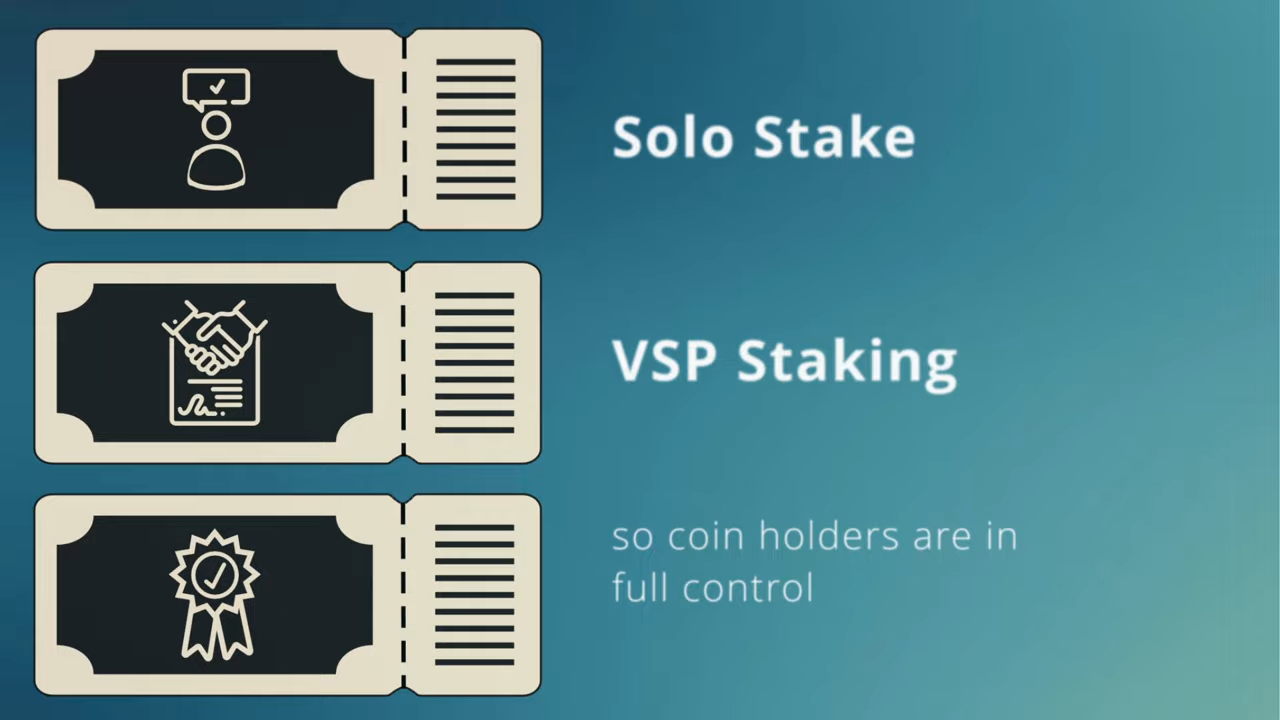 Solo Stake
VSP Staking
so coin holders are in
full control